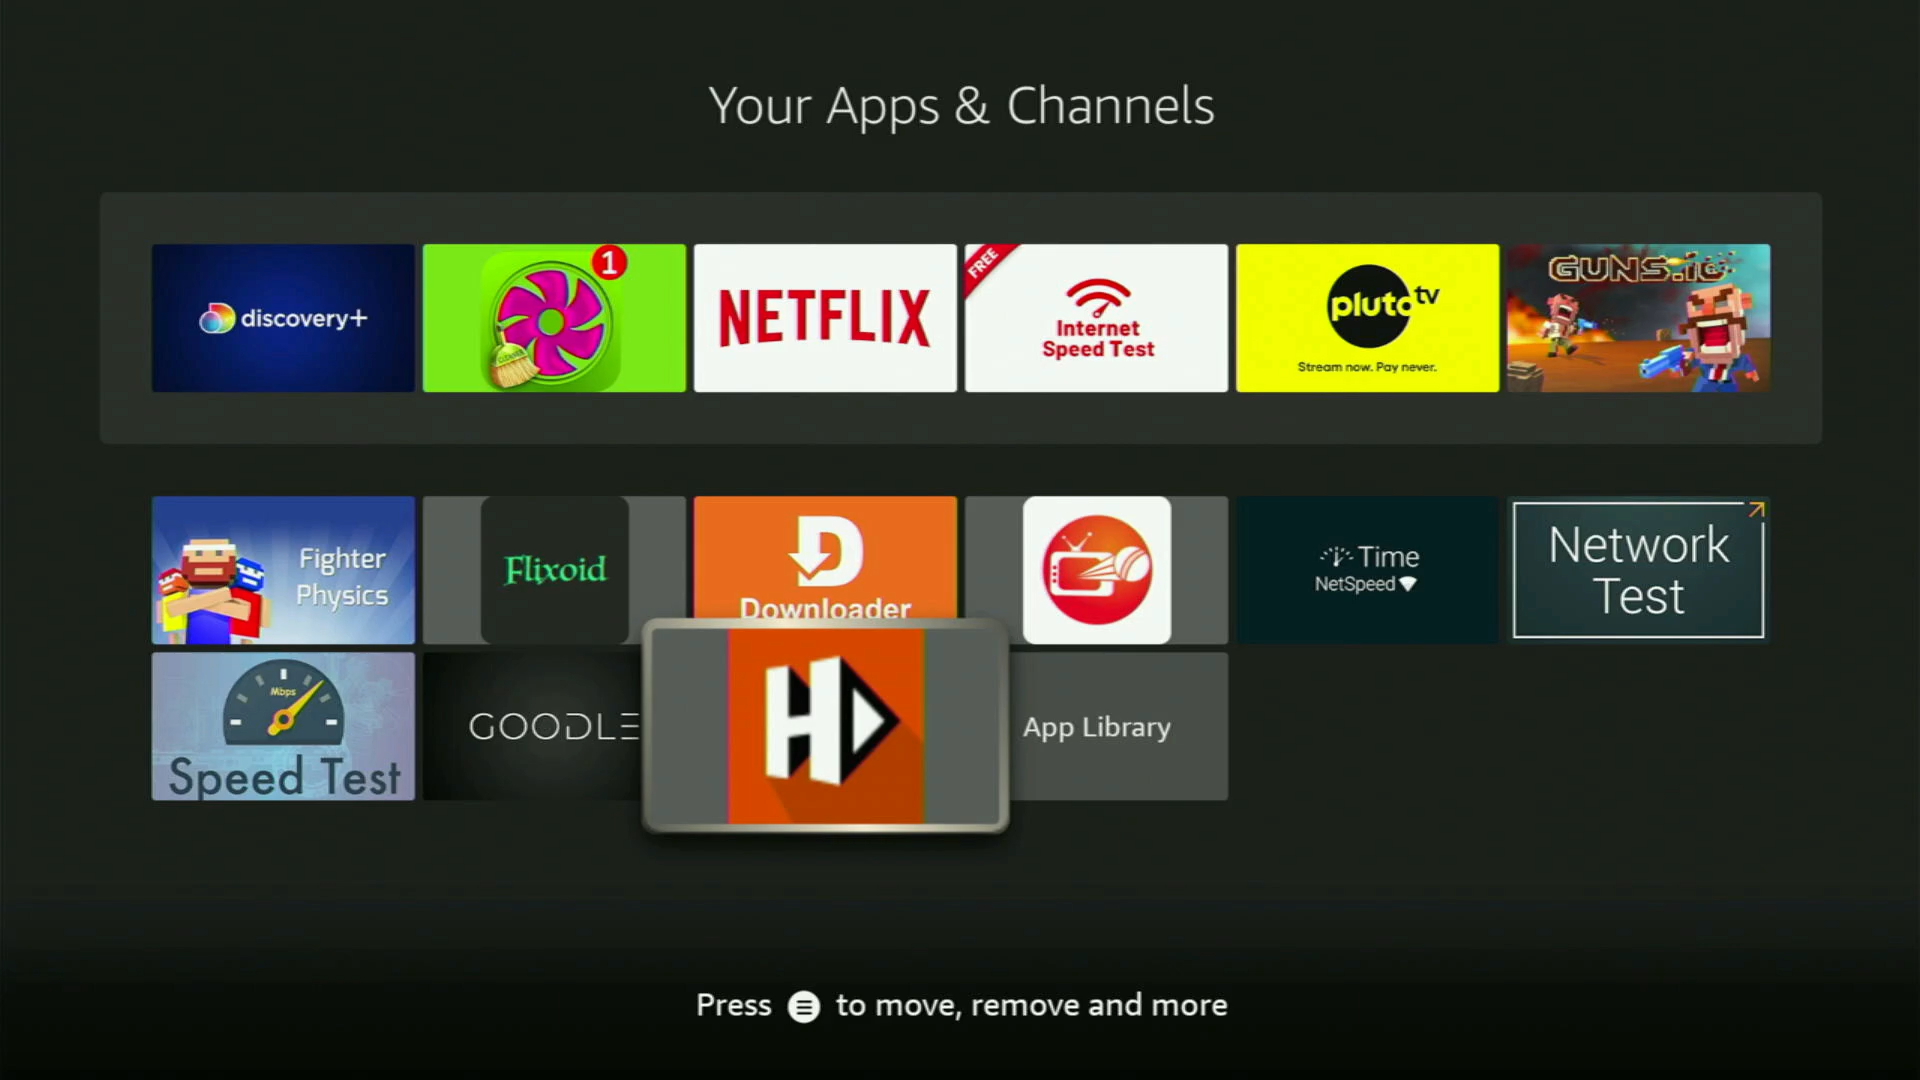 Your Apps & Channels
discovery+
CLEANER
1
NETFLIX
FREE
Internet
Speed Test
pluto tv
Stream now. Pay never.
GUNS.io
Fighter
Physics
Flixoid
Downloader
Time
NetSpeed
Network
Test
Mbps
Speed Test
GOODLE
HD
App Library
Press to move, remove and more